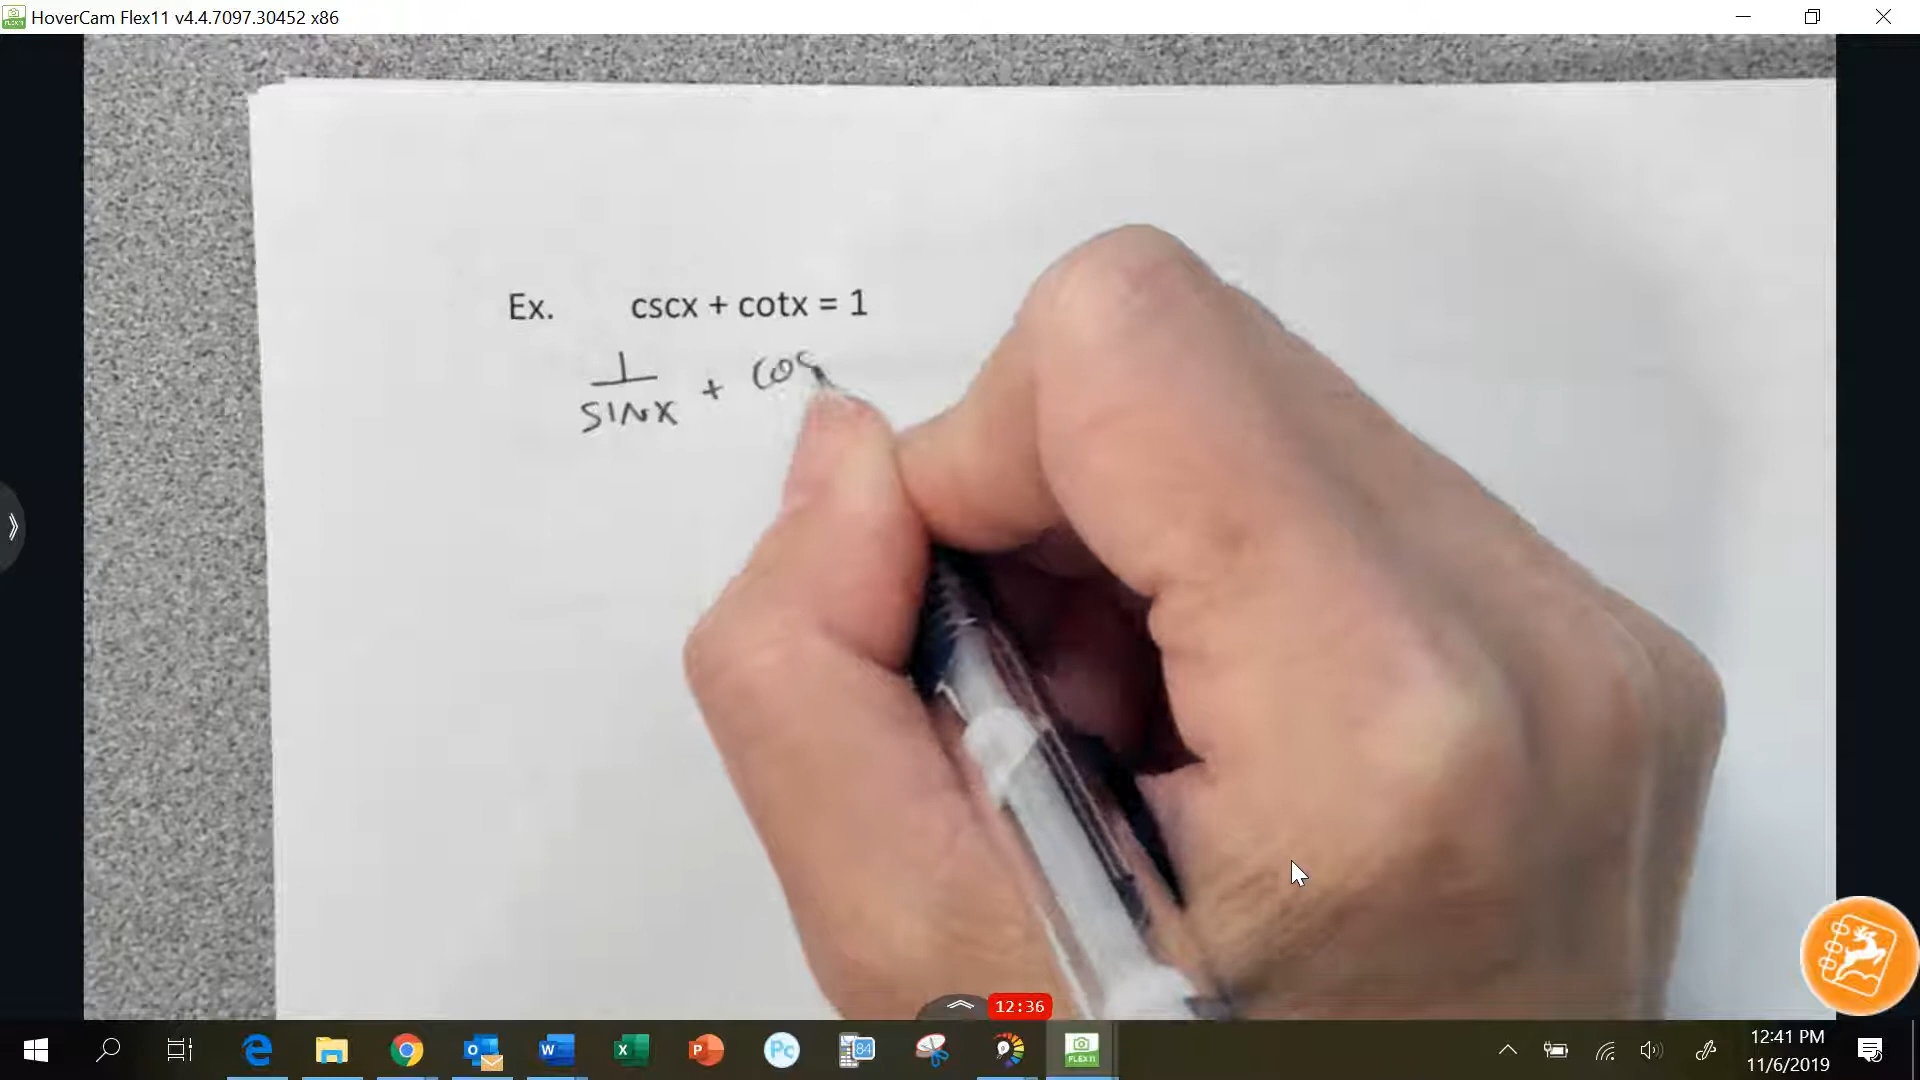 HoverCam Flex11 v4.4.7097.30452 x86
Ex. cscx + cotx = 1
1
sinx + cos
12:36
12:41 PM
11/6/2019